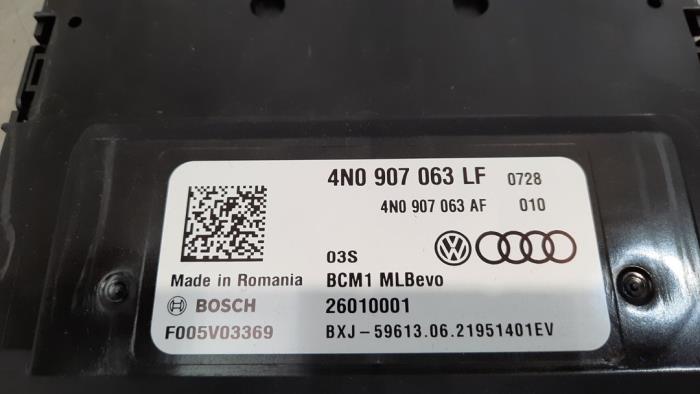 4N0 907 063 LF 0728
4N0 907 063 AF 010
03S
Made in Romania BCM1 MLBevo
BOSCH 26010001
F005V03369 BXJ-59613.06.21951401EV